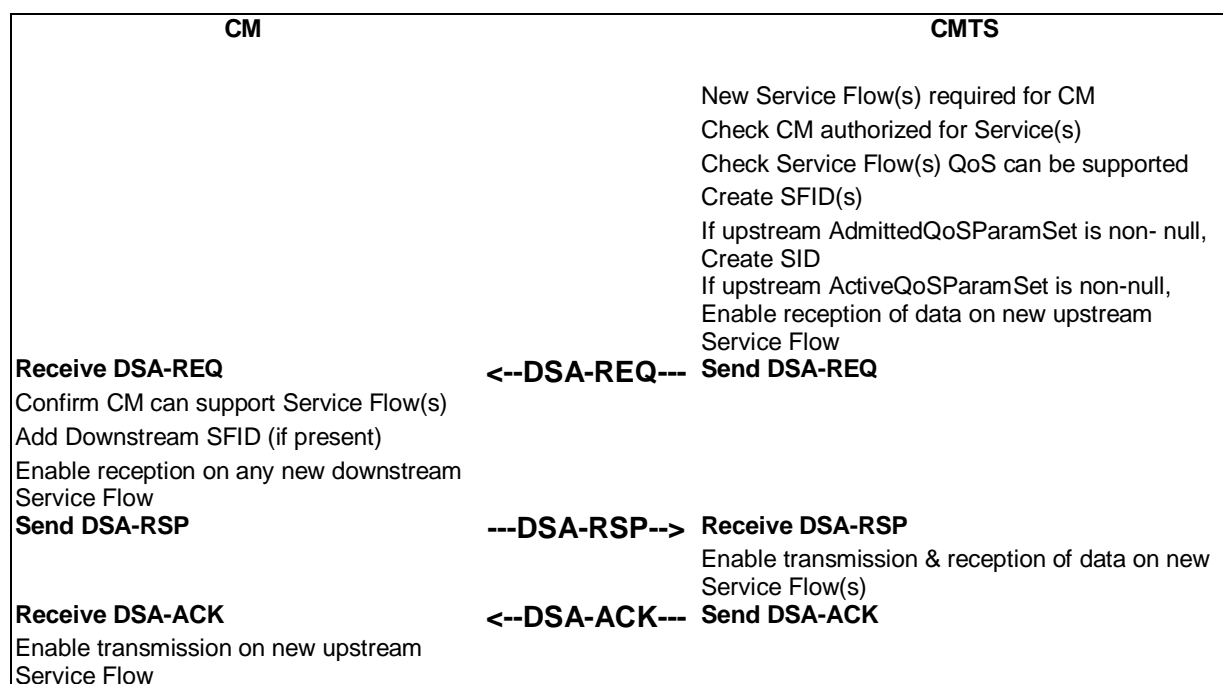 CM CMTS
New Service Flow(s) required for CM
Check CM authorized for Service(s)
Check Service Flow(s) QoS can be supported
Create SFID(s)
If upstream AdmittedQoSParamSet is non- null,
Create SID
If upstream ActiveQoSParamSet is non-null,
Enable reception of data on new upstream
Service Flow
Receive DSA-REQ <--DSA-REQ--- Send DSA-REQ
Confirm CM can support Service Flow(s)
Add Downstream SFID (if present)
Enable reception on any new downstream
Service Flow
Send DSA-RSP ---DSA-RSP--> Receive DSA-RSP
Enable transmission & reception of data on new
Service Flow(s)
Receive DSA-ACK <--DSA-ACK--- Send DSA-ACK
Enable transmission on new upstream
Service Flow